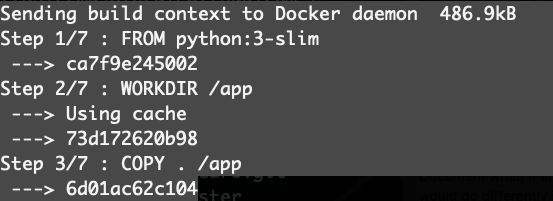 Sending build context to Docker daemon  486.9kB
Step 1/7 : FROM python:3-slim
 ---> ca7f9e245002
Step 2/7 : WORKDIR /app
 ---> Using cache
 ---> 73d172620b98
Step 3/7 : COPY . /app
 ---> 6d01ac62c104